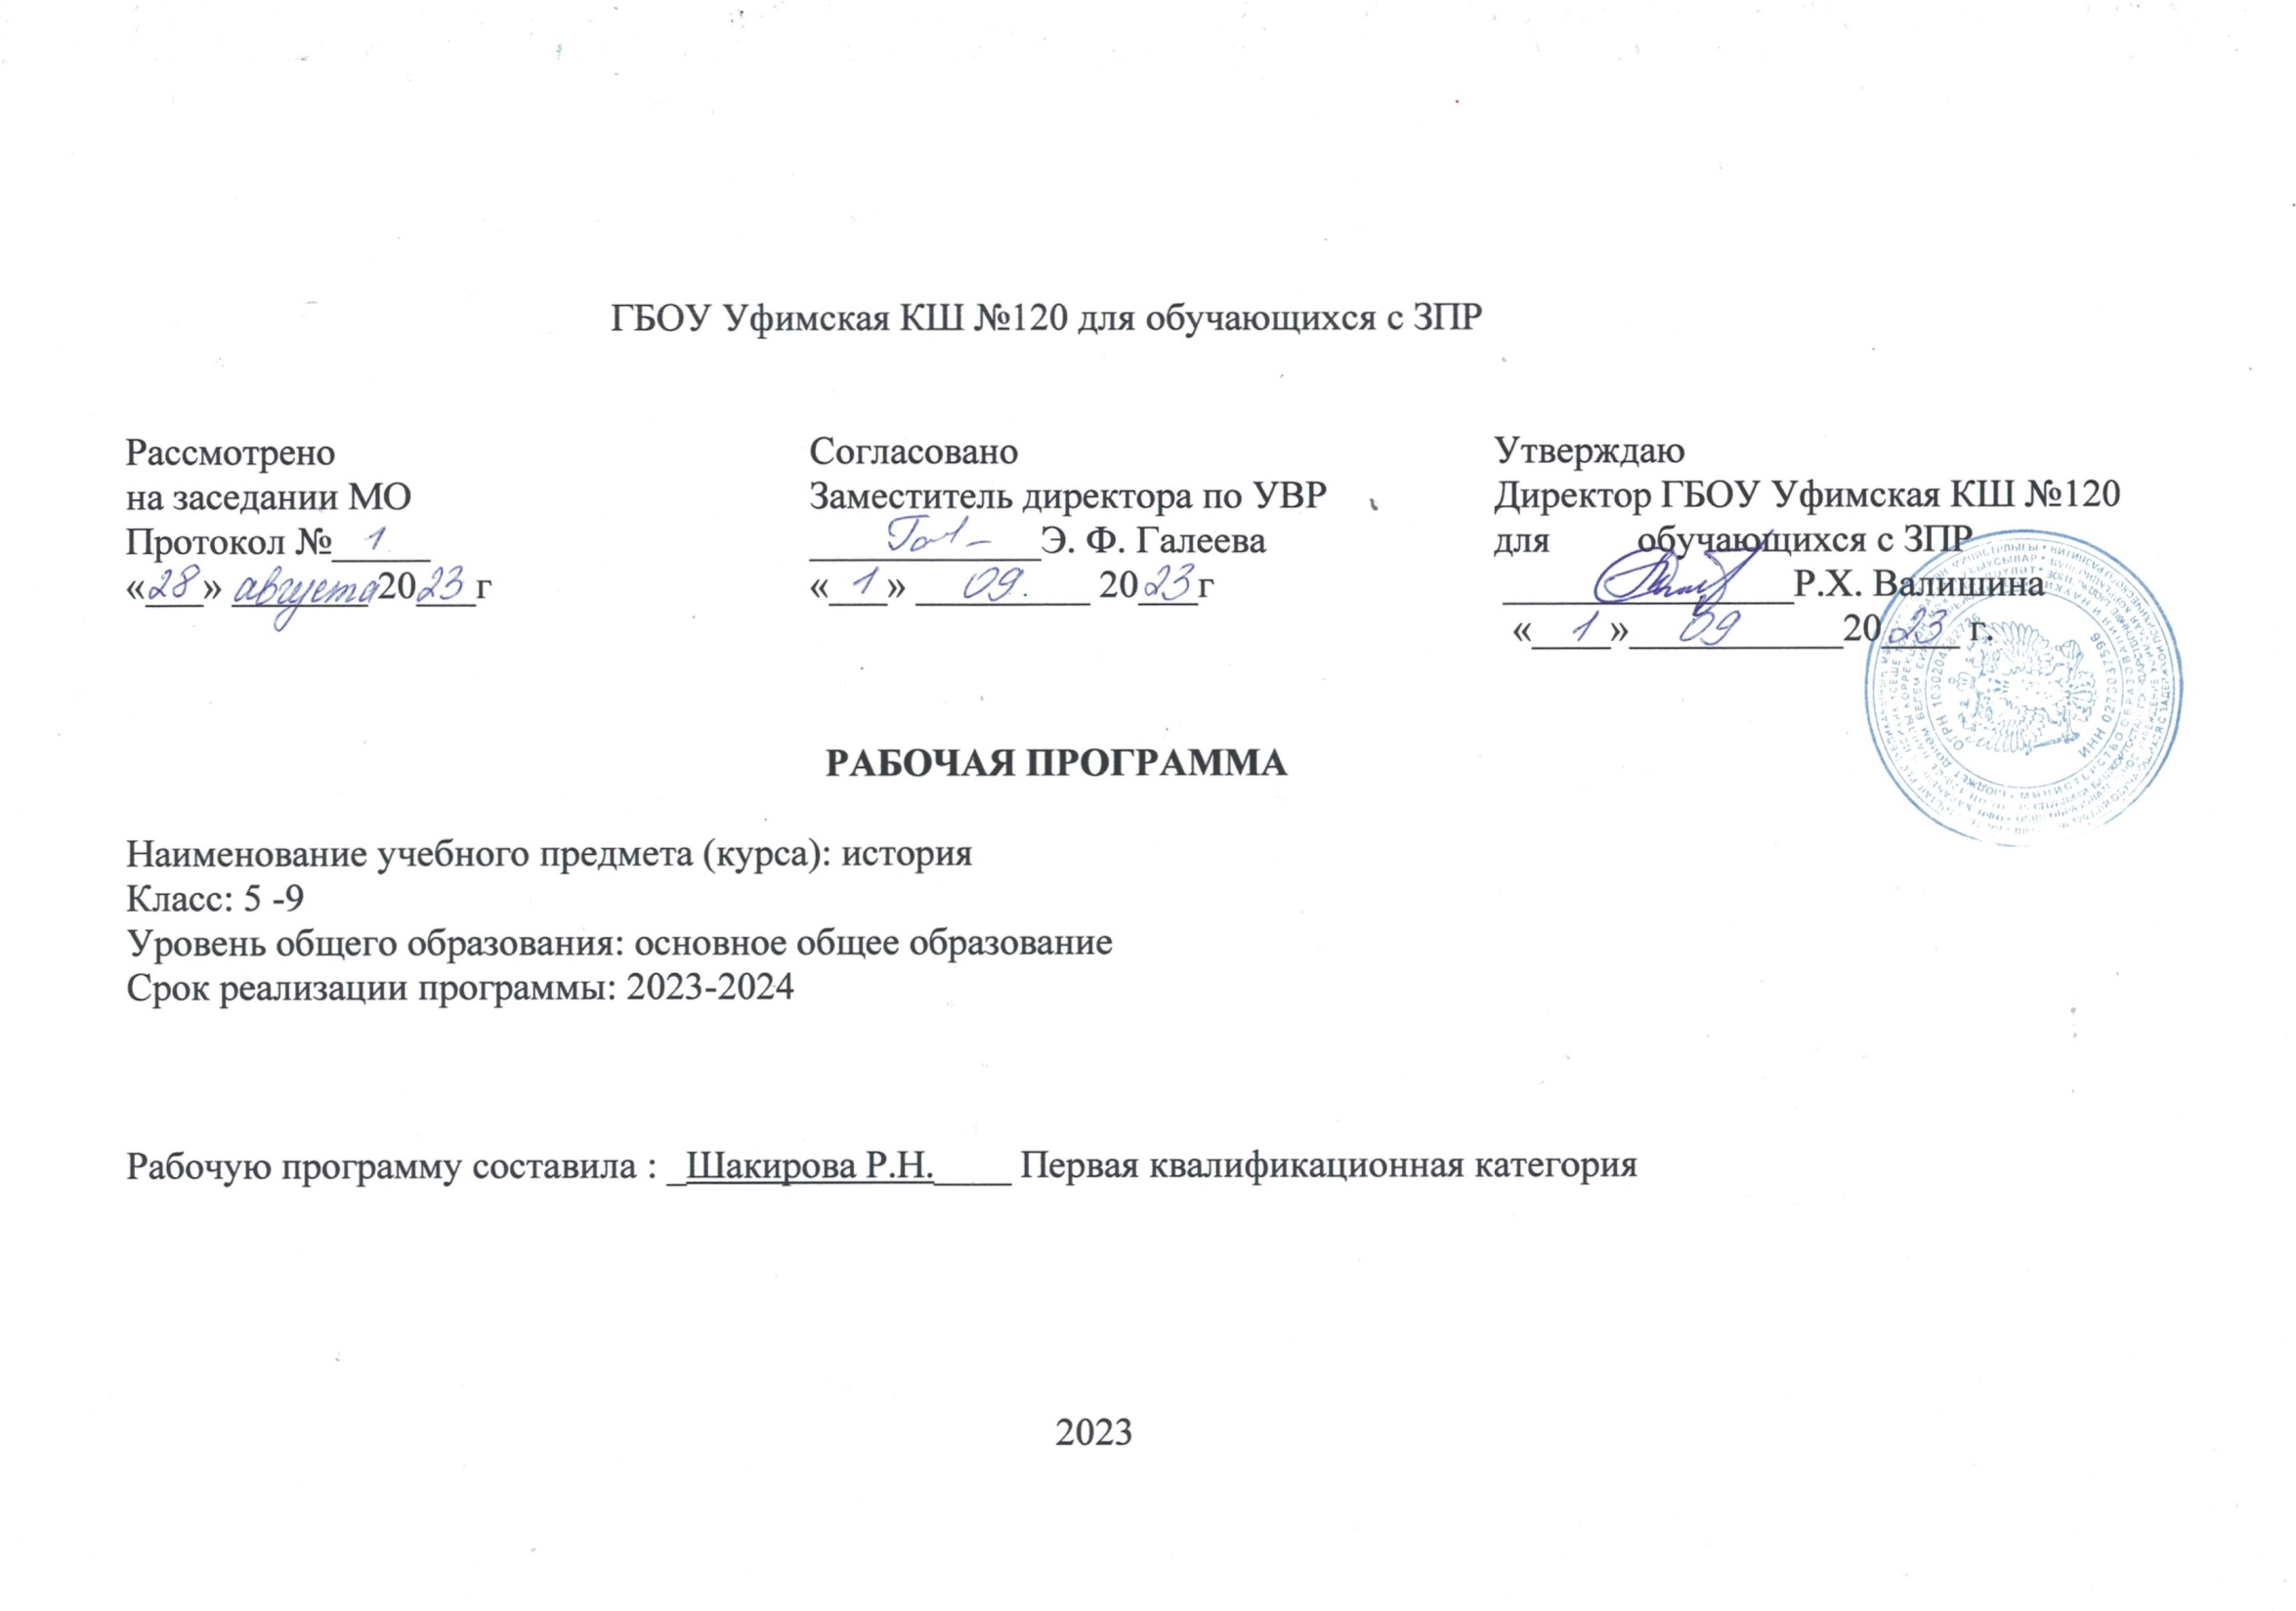 ГБОУ Уфимская КШ №120 для обучающихся с ЗПР
Рассмотрено
на заседании МО
Протокол № 1
«28» августа 2023 г
Согласовано
Заместитель директора по УВР
Э. Ф. Галеева
«1» 09. 2023 г
Утверждаю
Директор ГБОУ Уфимская КШ №120
для обучающихся с ЗПР
Р.Х. Валишина
«1» 09 2023 г.
РАБОЧАЯ ПРОГРАММА
Наименование учебного предмета (курса): история
Класс: 5 -9
Уровень общего образования: основное общее образование
Срок реализации программы: 2023-2024
Рабочую программу составила : Шакирова Р.Н. Первая квалификационная категория
2023